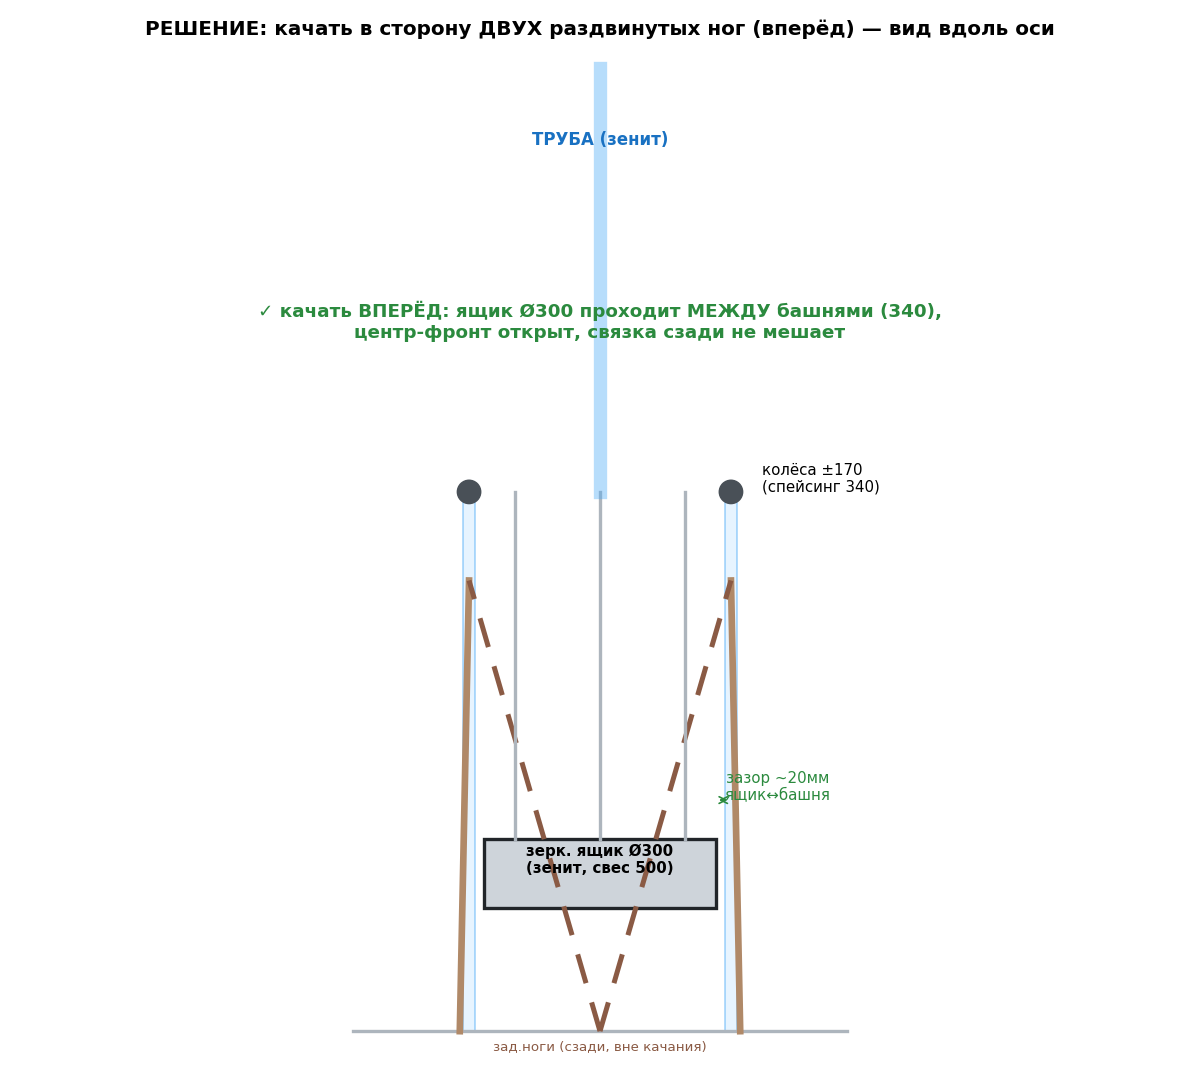 РЕШЕНИЕ: качать в сторону ДВУХ раздвинутых ног (вперёд) — вид вдоль оси
ТРУБА (зенит)
✓ качать ВПЕРЁД: ящик Ø300 проходит МЕЖДУ башнями (340),
центр-фронт открыт, связка сзади не мешает
колёса ±170
(спейсинг 340)
зазор ~20мм
ящик↔башня
зерк. ящик Ø300
(зенит, свес 500)
зад.ноги (сзади, вне качания)